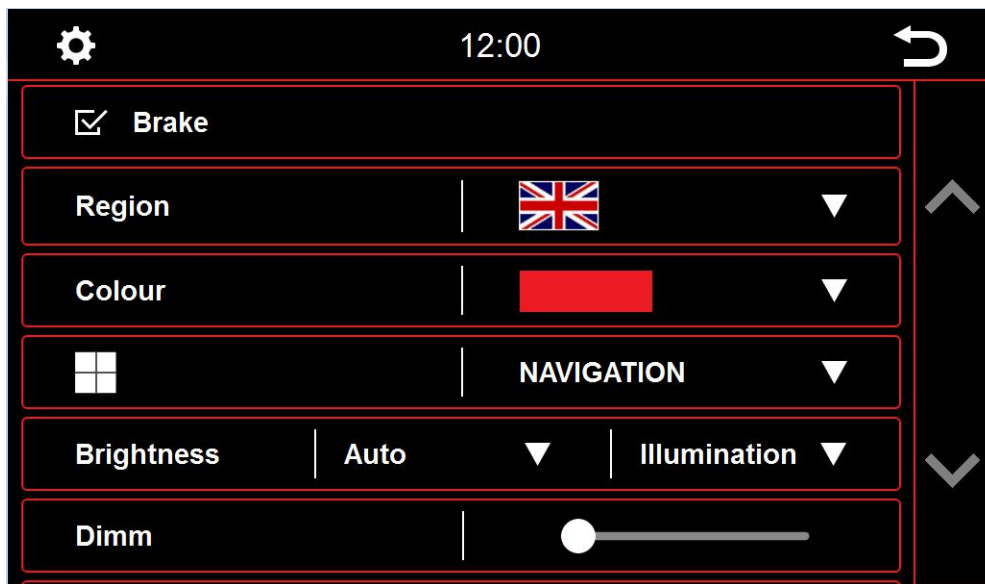 12:00
Brake
Region
Colour
NAVIGATION
Brightness Auto Illumination
Dimm